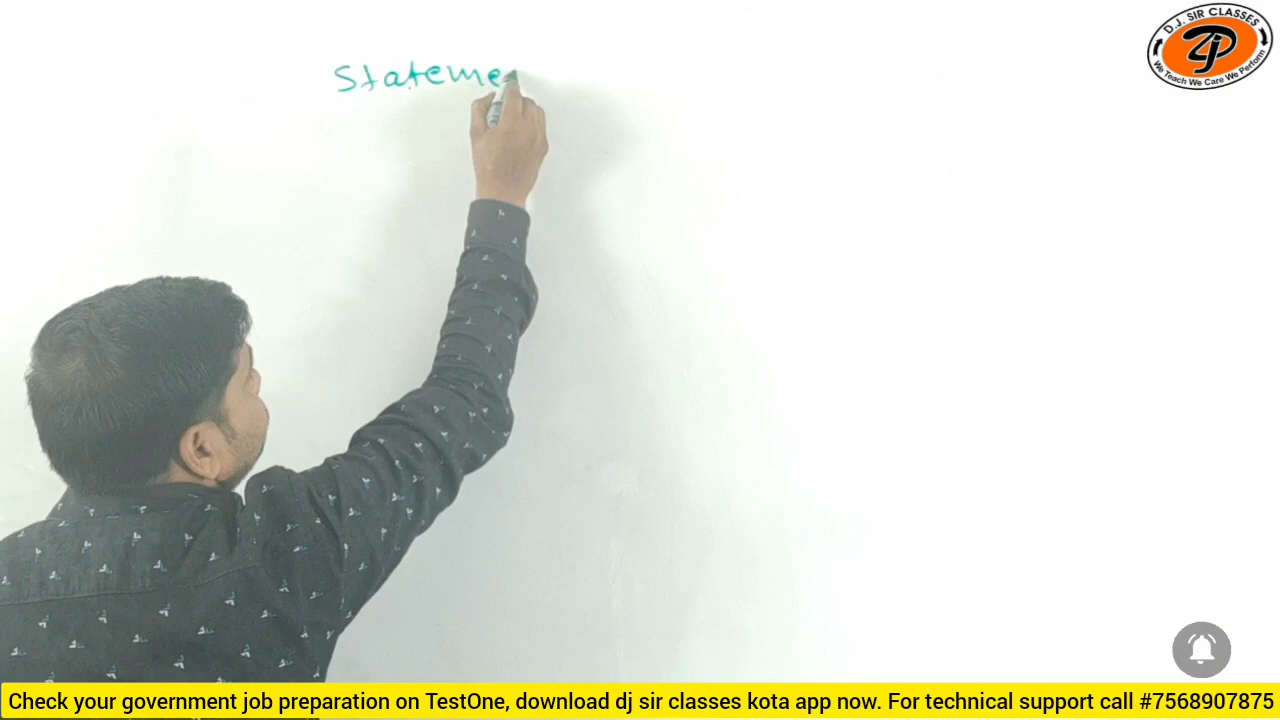 Stateme
D.J. SIR CLASSES
We Teach We Care We Perform
Check your government job preparation on TestOne, download dj sir classes kota app now. For technical support call #7568907875